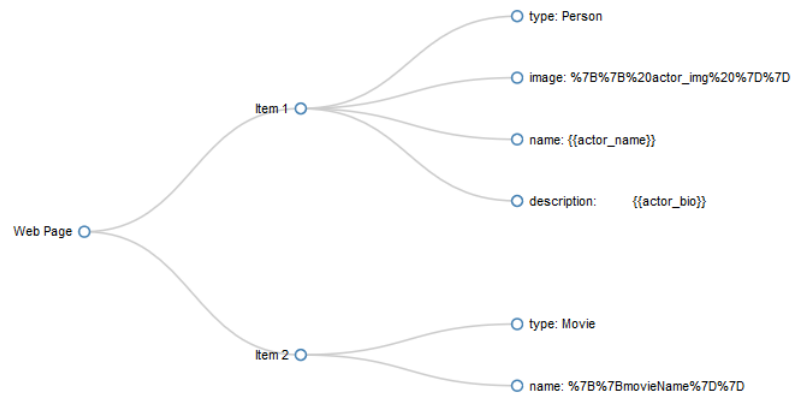 type: Person
image: %7B%7B%20actor_img%20%7D%7D
Item 1
name: {{actor_name}}
description: {{actor_bio}}
Web Page
type: Movie
Item 2
name: %7B%7BmovieName%7D%7D